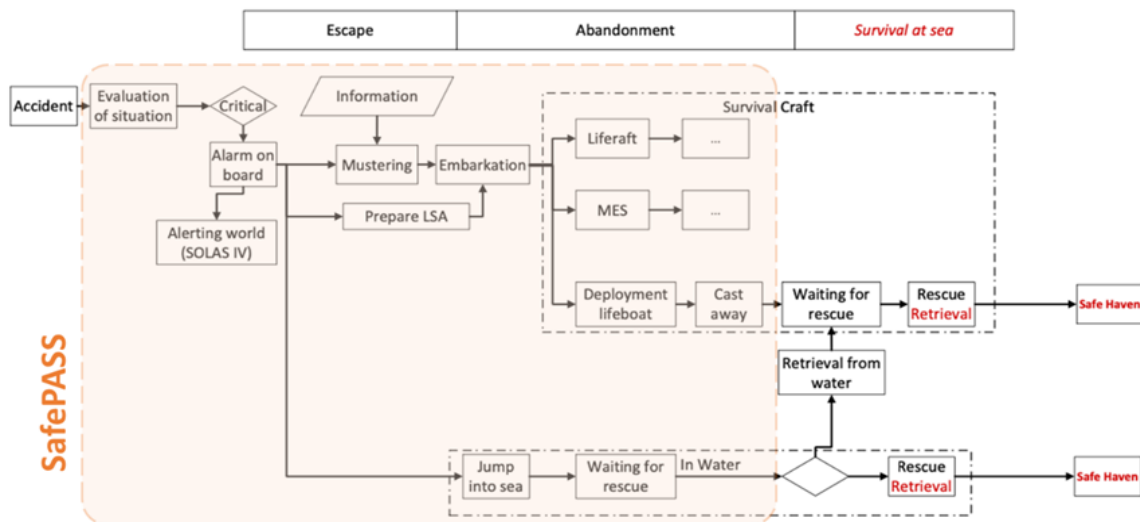 Escape
Abandonment
Survival at sea
Accident
Evaluation
of situation
Critical
Information
Survival Craft
Alarm on
board
Mustering
Embarkation
Liferaft
...
Prepare LSA
MES
...
Alerting world
(SOLAS IV)
Deployment
lifeboat
Cast
away
Waiting for
rescue
Rescue
Retrieval
Safe Haven
Retrieval from
water
SafePASS
Jump
into sea
Waiting for
rescue
In Water
Rescue
Retrieval
Safe Haven